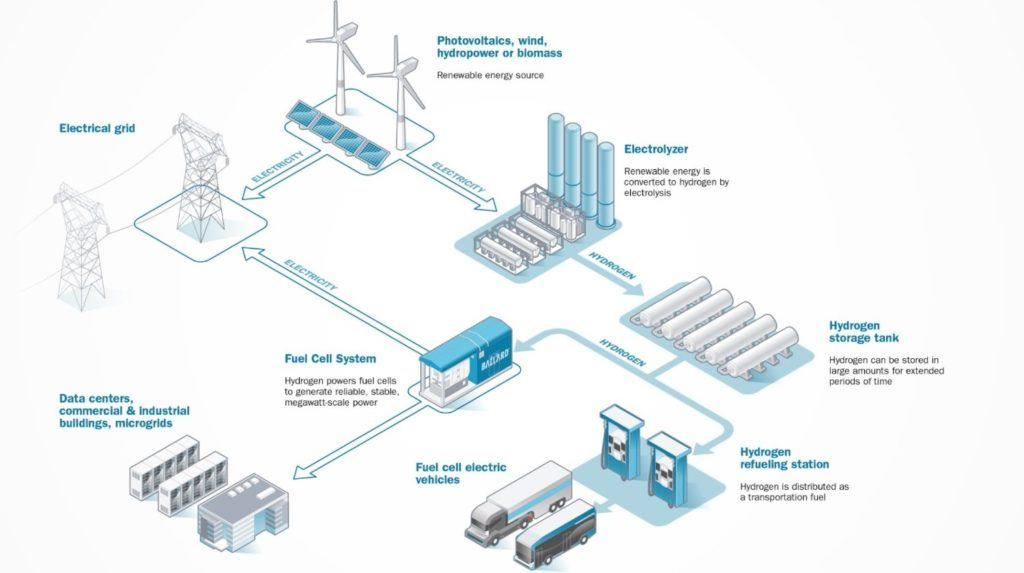 Photovoltaics, wind,
hydropower or biomass
Renewable energy source
Electrical grid
ELECTRICITY
ELECTRICITY
Electrolyzer
Renewable energy is
converted to hydrogen by
electrolysis
HYDROGEN
ELECTRICITY
Hydrogen
storage tank
Hydrogen can be stored in
large amounts for extended
periods of time
HYDROGEN
Fuel Cell System
Hydrogen powers fuel cells
to generate reliable, stable,
megawatt-scale power
BALLARD
Data centers,
commercial & industrial
buildings, microgrids
Fuel cell electric
vehicles
Hydrogen
refueling station
Hydrogen is distributed as
a transportation fuel